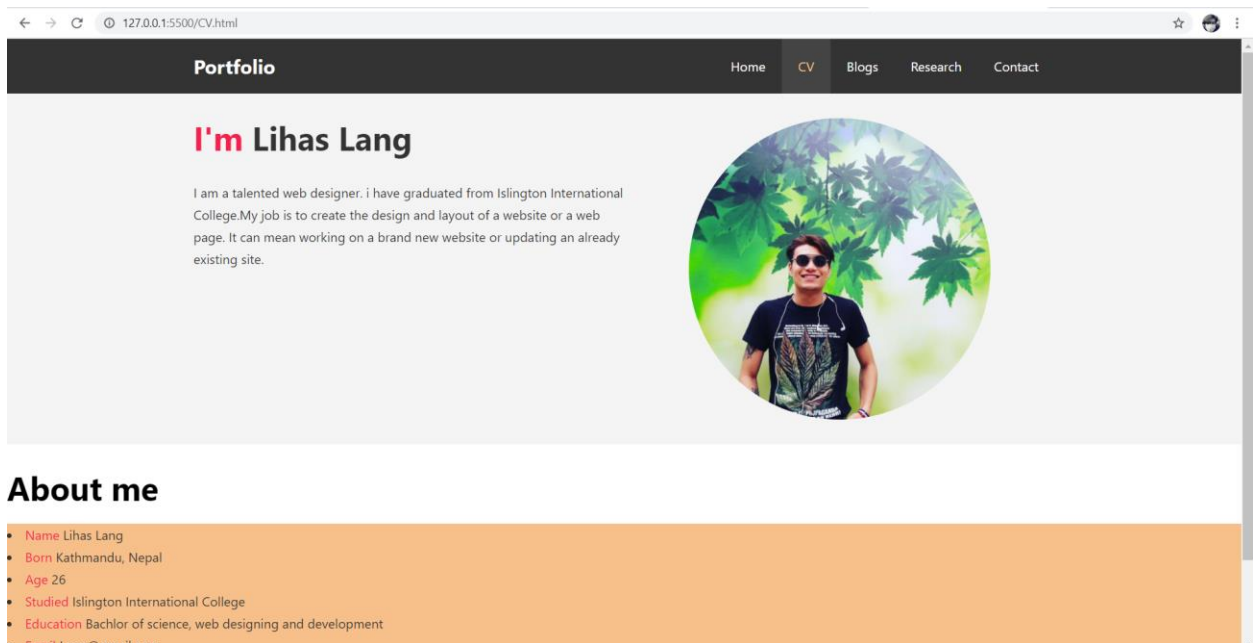 127.0.0.1:5500/CV.html
Portfolio
Home CV Blogs Research Contact
I'm Lihas Lang
I am a talented web designer. i have graduated from Islington International
College.My job is to create the design and layout of a website or a web
page. It can mean working on a brand new website or updating an already
existing site.
About me
Name Lihas Lang
Born Kathmandu, Nepal
Age 26
Studied Islington International College
Education Bachlor of science, web designing and development